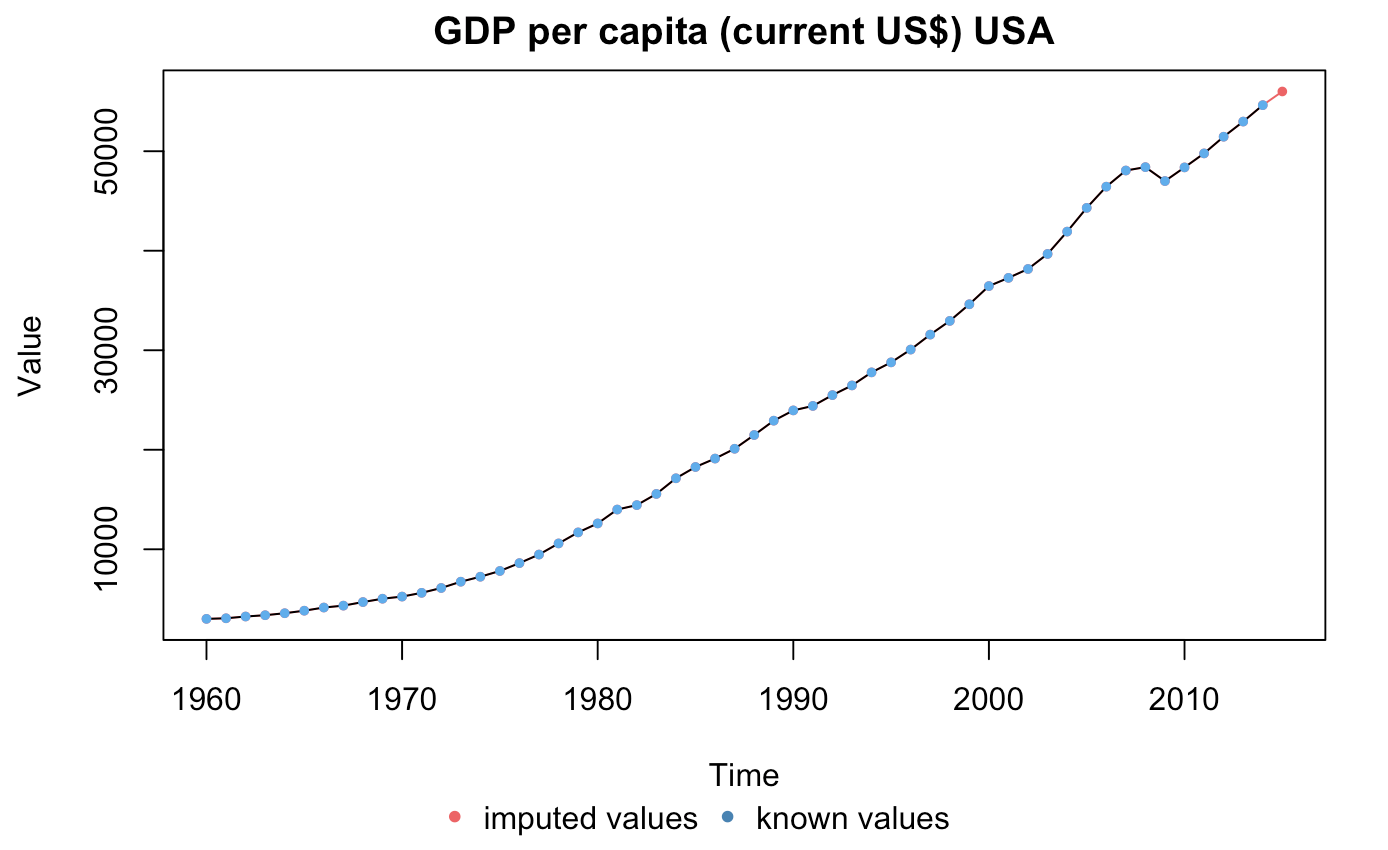 GDP per capita (current US$) USA
Value
50000
30000
10000
1960 1970 1980 1990 2000 2010
Time
imputed values known values